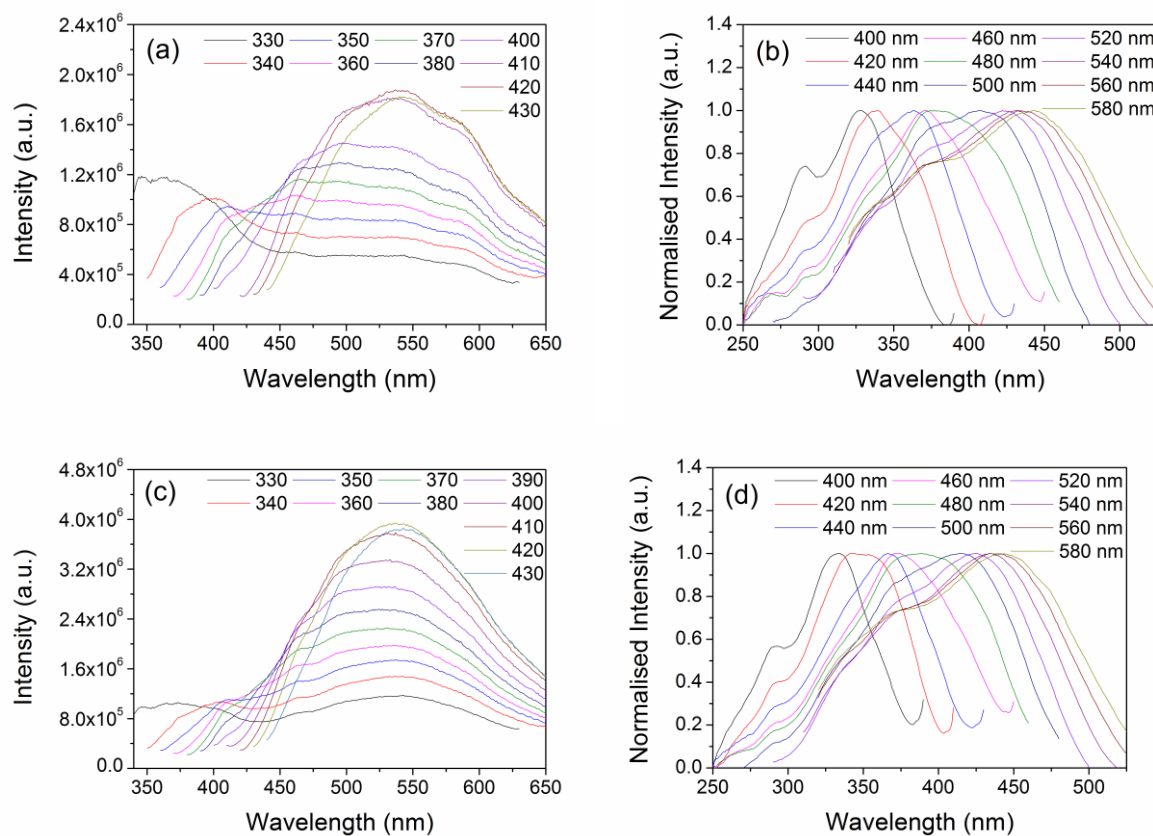 (a)
330 350 370 400
340 360 380 410
420
430
2.4x10⁶
2.0x10⁶
1.6x10⁶
1.2x10⁶
8.0x10⁵
4.0x10⁵
0.0
Intensity (a.u.)
350 400 450 500 550 600 650
Wavelength (nm)
(b)
400 nm 460 nm 520 nm
420 nm 480 nm 540 nm
440 nm 500 nm 560 nm
580 nm
1.4
1.2
1.0
0.8
0.6
0.4
0.2
0.0
Normalised Intensity (a.u.)
250 300 350 400 450 500
Wavelength (nm)
(c)
330 350 370 390
340 360 380 400
410
420
430
4.8x10⁶
4.0x10⁶
3.2x10⁶
2.4x10⁶
1.6x10⁶
8.0x10⁵
0.0
Intensity (a.u.)
350 400 450 500 550 600 650
Wavelength (nm)
(d)
400 nm 460 nm 520 nm
420 nm 480 nm 540 nm
440 nm 500 nm 560 nm
580 nm
1.4
1.2
1.0
0.8
0.6
0.4
0.2
0.0
Normalised Intensity (a.u.)
250 300 350 400 450 500
Wavelength (nm)